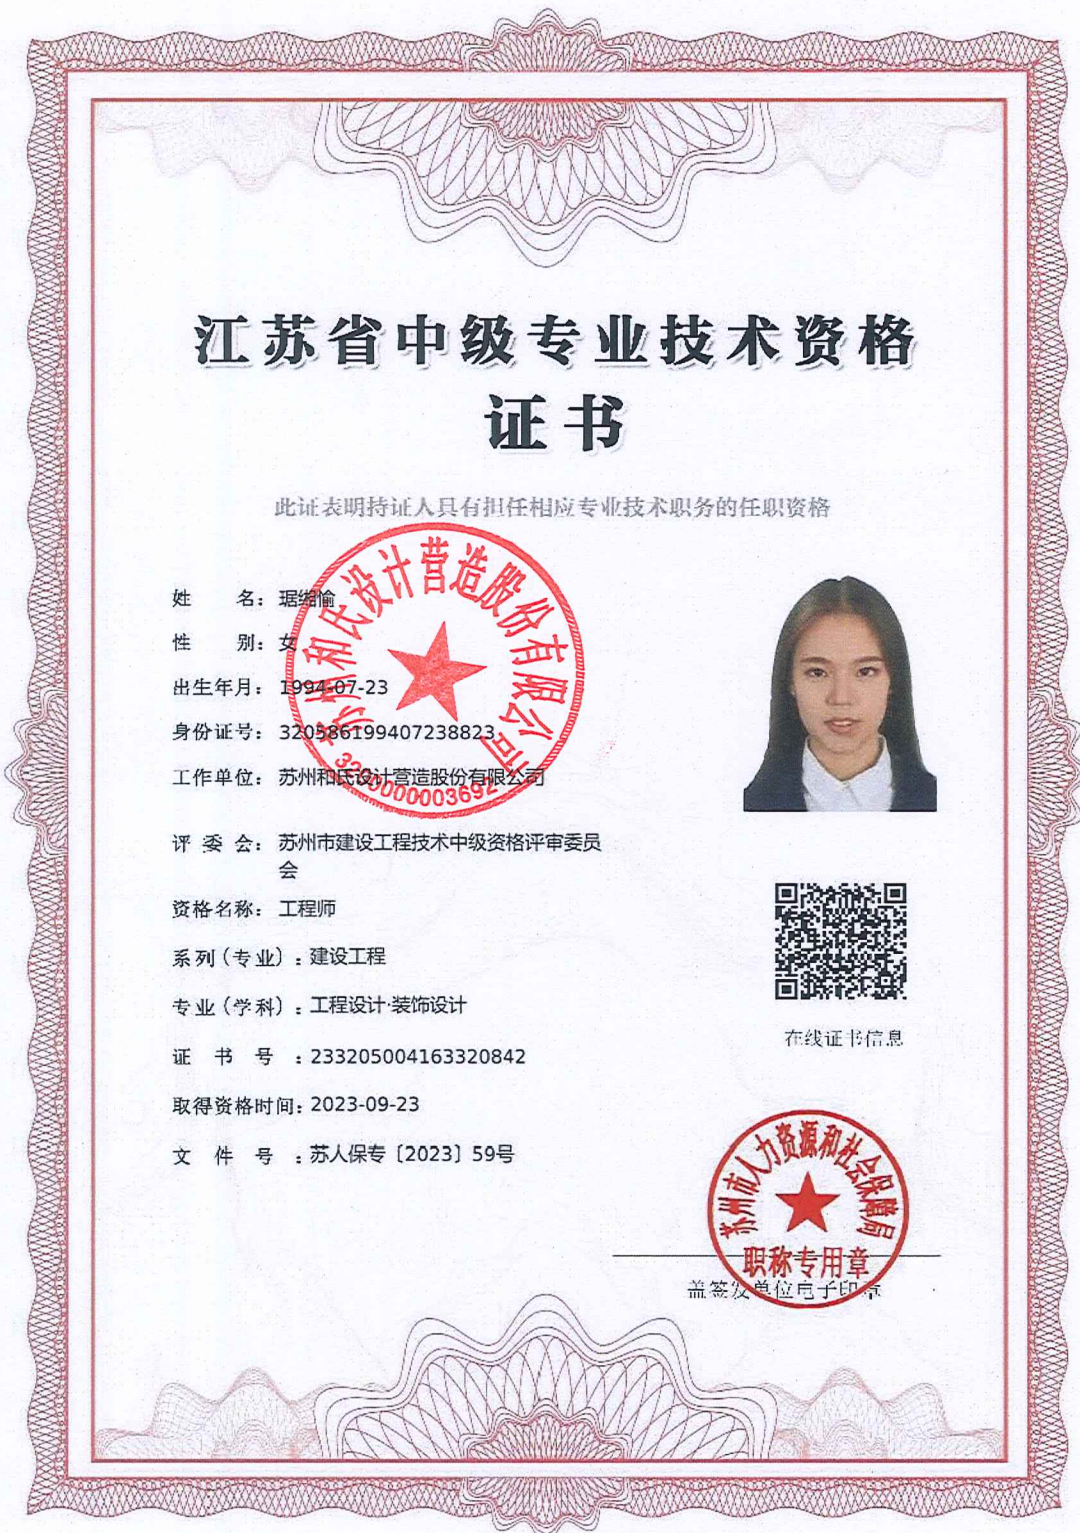 江苏省中级专业技术资格
证书
此证表明持证人具有担任相应专业技术职务的任职资格
姓 名：琚绾愉
性 别：女
出生年月：1994-07-23
身份证号：320586199407238823
工作单位：苏州和氏设计营造股份有限公司
苏州和氏设计营造股份有限公司
3200000003692
评 委 会：苏州市建设工程技术中级资格评审委员
会
资格名称：工程师
系列(专业)：建设工程
专业(学科)：工程设计·装饰设计
证 书 号：233205004163320842
取得资格时间：2023-09-23
文 件 号：苏人保专〔2023〕59号
在线证书信息
苏州市人力资源和社会保障局
职称专用章
盖签发单位电子印章